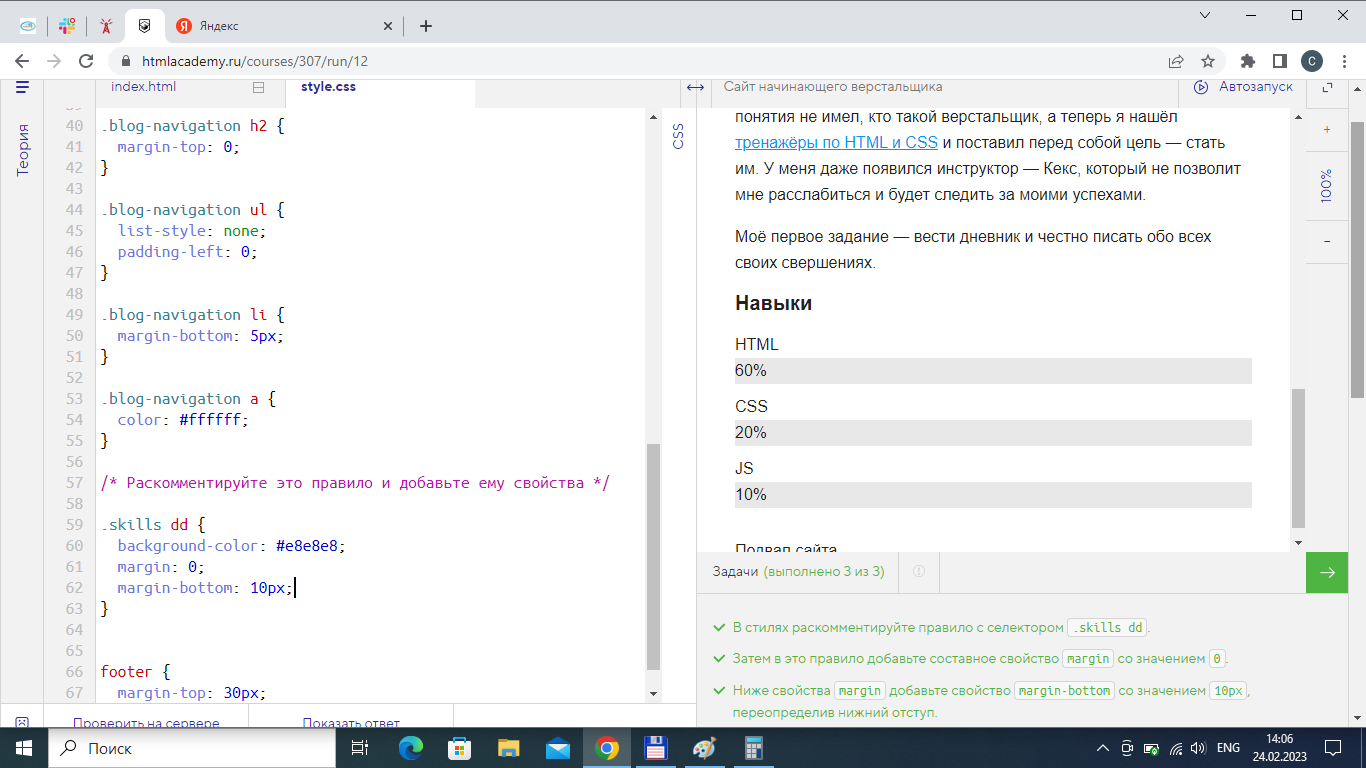 Яндекс
htmlacademy.ru/courses/307/run/12
C
index.html
style.css
Сайт начинающего верстальщика
Автозапуск
Теория
CSS
100%
40 .blog-navigation h2 {
41 margin-top: 0;
42 }
43
44 .blog-navigation ul {
45 list-style: none;
46 padding-left: 0;
47 }
48
49 .blog-navigation li {
50 margin-bottom: 5px;
51 }
52
53 .blog-navigation a {
54 color: #ffffff;
55 }
56
57 /* Раскомментируйте это правило и добавьте ему свойства */
58
59 .skills dd {
60 background-color: #e8e8e8;
61 margin: 0;
62 margin-bottom: 10px;
63 }
64
65
66 footer {
67 margin-top: 30px;
Проверить на сервере
Показать ответ
понятия не имел, кто такой верстальщик, а теперь я нашёл
тренажёры по HTML и CSS и поставил перед собой цель — стать
им. У меня даже появился инструктор — Кекс, который не позволит
мне расслабиться и будет следить за моими успехами.
Моё первое задание — вести дневник и честно писать обо всех
своих свершениях.
Навыки
HTML
60%
CSS
20%
JS
10%
Подвал сайта
Задачи (выполнено 3 из 3)
В стилях раскомментируйте правило с селектором .skills dd.
Затем в это правило добавьте составное свойство margin со значением 0.
Ниже свойства margin добавьте свойство margin-bottom со значением 10px,
переопределив нижний отступ.
Поиск
ENG
14:06
24.02.2023